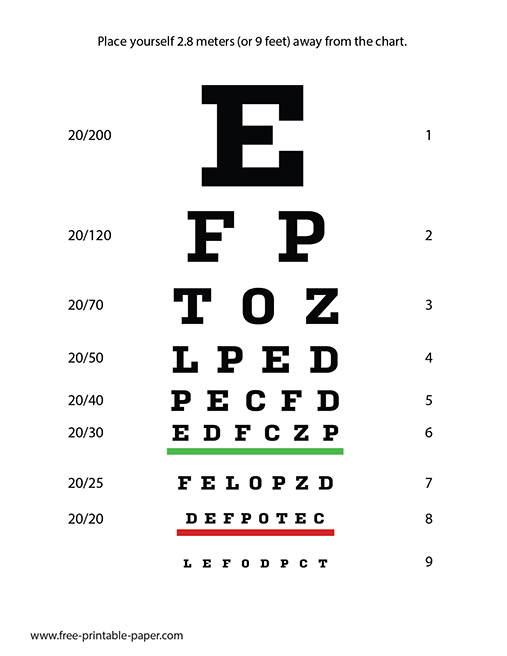 Place yourself 2.8 meters (or 9 feet) away from the chart.
20/200 E 1
20/120 F P 2
20/70 T O Z 3
20/50 L P E D 4
20/40 P E C F D 5
20/30 E D F C Z P 6
20/25 F E L O P Z D 7
20/20 D E F P O T E C 8
L E F O D P C T 9
www.free-printable-paper.com